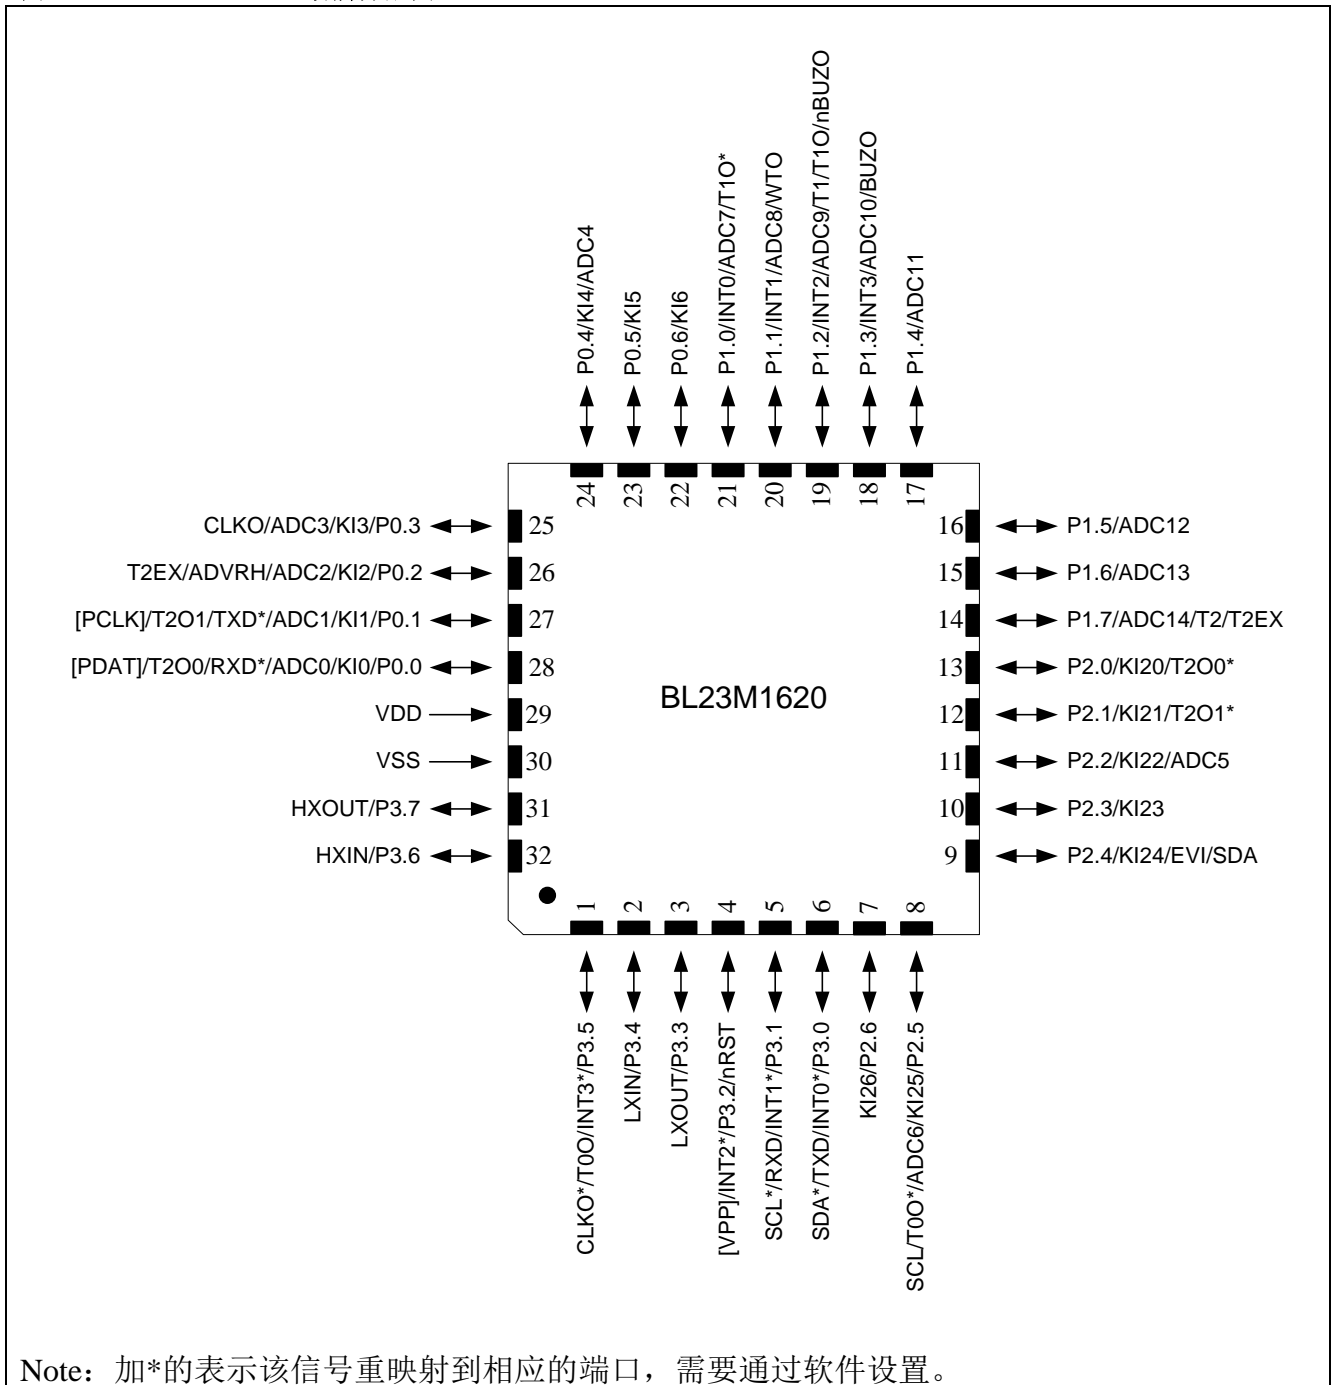 P0.4/KI4/ADC4
P0.5/KI5
P0.6/KI6
P1.0/INT0/ADC7/T1O*
P1.1/INT1/ADC8/WTO
P1.2/INT2/ADC9/T1/T1O/nBUZO
P1.3/INT3/ADC10/BUZO
P1.4/ADC11
24
23
22
21
20
19
18
17
CLKO/ADC3/KI3/P0.3 25
T2EX/ADVRH/ADC2/KI2/P0.2 26
[PCLK]/T2O1/TXD*/ADC1/KI1/P0.1 27
[PDAT]/T2O0/RXD*/ADC0/KI0/P0.0 28
VDD 29
VSS 30
HXOUT/P3.7 31
HXIN/P3.6 32
BL23M1620
16 P1.5/ADC12
15 P1.6/ADC13
14 P1.7/ADC14/T2/T2EX
13 P2.0/KI20/T2O0*
12 P2.1/KI21/T2O1*
11 P2.2/KI22/ADC5
10 P2.3/KI23
9 P2.4/KI24/EVI/SDA
1
2
3
4
5
6
7
8
CLKO*/T0O/INT3*/P3.5
LXIN/P3.4
LXOUT/P3.3
[VPP]/INT2*/P3.2/nRST
SCL*/RXD/INT1*/P3.1
SDA*/TXD/INT0*/P3.0
KI26/P2.6
SCL/T0O*/ADC6/KI25/P2.5
Note：加*的表示该信号重映射到相应的端口，需要通过软件设置。